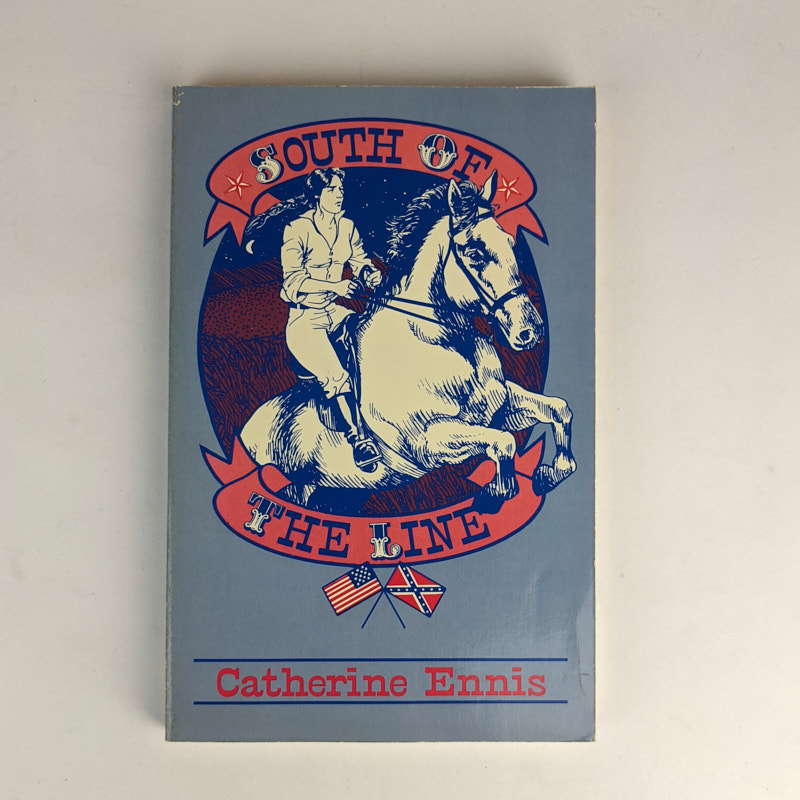 South Of
The Line
Catherine Ennis